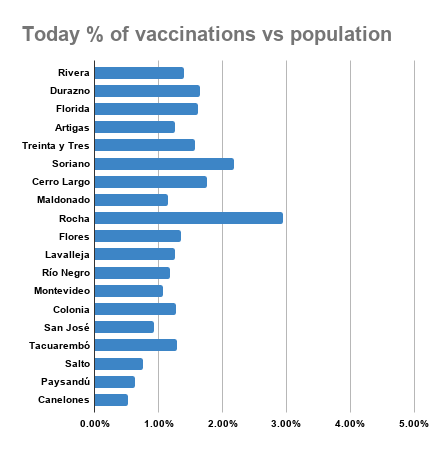 Today % of vaccinations vs population
Rivera
Durazno
Florida
Artigas
Treinta y Tres
Soriano
Cerro Largo
Maldonado
Rocha
Flores
Lavalleja
Río Negro
Montevideo
Colonia
San José
Tacuarembó
Salto
Paysandú
Canelones
0.00% 1.00% 2.00% 3.00% 4.00% 5.00%